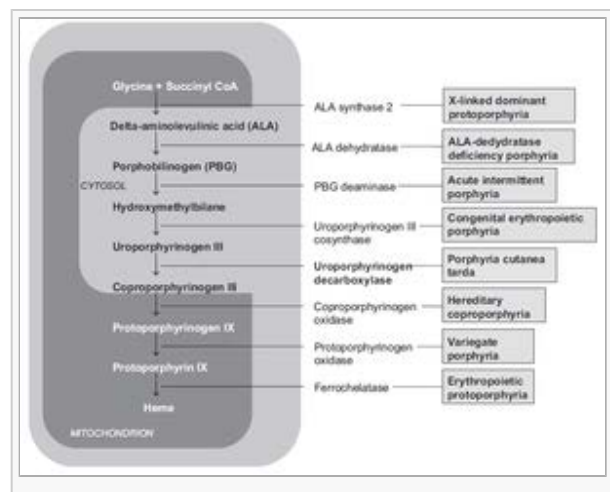 Glycine + Succinyl CoA
ALA synthase 2
X-linked dominant
protoporphyria
Delta-aminolevulinic acid (ALA)
ALA dehydratase
ALA-dedydratase
deficiency porphyria
Porphobilinogen (PBG)
CYTOSOL
PBG deaminase
Acute intermittent
porphyria
Hydroxymethylbilane
Uroporphyrinogen III
cosynthase
Congenital erythropoietic
porphyria
Uroporphyrinogen III
Uroporphyrinogen
decarboxylase
Porphyria cutanea
tarda
Coproporphyrinogen III
Coproporphyrinogen
oxidase
Hereditary
coproporphyria
Protoporphyrinogen IX
Protoporphyrinogen
oxidase
Variegate
porphyria
Protoporphyrin IX
Ferrochelatase
Erythropoietic
protoporphyria
Heme
MITOCHONDRION